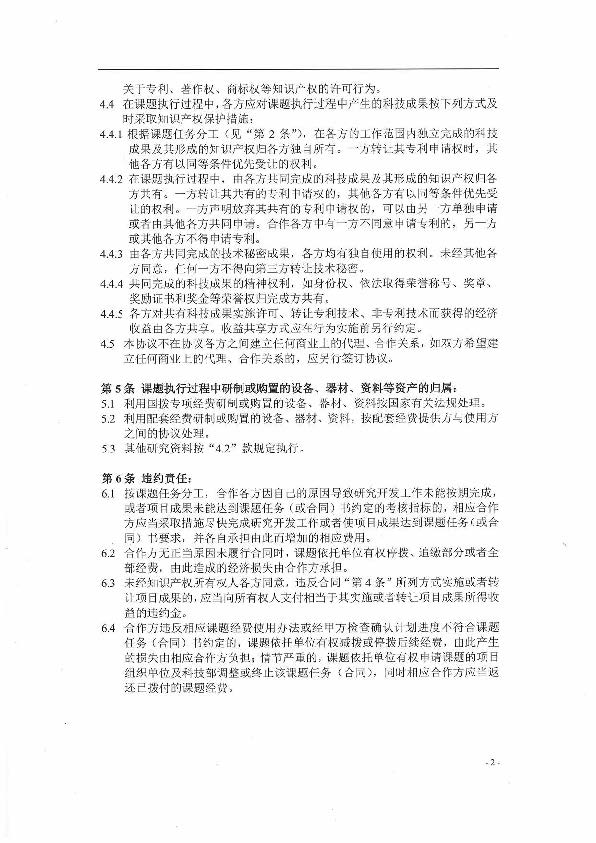 关于专利、著作权、商标权等知识产权的许可行为。
4.4 在课题执行过程中，各方应对课题执行过程中产生的科技成果按下列方式及
时采取知识产权保护措施：
4.4.1 根据课题任务分工（见“第 2 条”），在各方的工作范围内独立完成的科技
成果及其形成的知识产权归各方独自所有。一方转让其专利申请权时，其
他各方有以同等条件优先受让的权利。
4.4.2 在课题执行过程中，由各方共同完成的科技成果及其形成的知识产权归各
方共有。一方转让其共有的专利申请权的，其他各方有以同等条件优先受
让的权利。一方声明放弃其共有的专利申请权的，可以由另一方单独申请
或者由其他各方共同申请。合作各方中有一方不同意申请专利的，另一方
或其他各方不得申请专利。
4.4.3 由各方共同完成的技术秘密成果，各方均有独自使用的权利。未经其他各
方同意，任何一方不得向第三方转让技术秘密。
4.4.4 共同完成的科技成果的精神权利，如身份权、依法取得荣誉称号、奖章、
奖励证书和奖金等荣誉权归完成方共有。
4.4.5 各方对共有科技成果实施许可、转让专利技术、非专利技术而获得的经济
收益由各方共享。收益共享方式应在行为实施前另行约定。
4.5 本协议不在协议各方之间建立任何商业上的代理、合作关系，如双方希望建
立任何商业上的代理、合作关系的，应另行签订协议。
第 5 条 课题执行过程中研制或购置的设备、器材、资料等资产的归属：
5.1 利用国拨专项经费研制或购置的设备、器材、资料按国家有关法规处理。
5.2 利用配套经费研制或购置的设备、器材、资料，按配套经费提供方与使用方
之间的协议处理。
5.3 其他研究资料按“4.2”款规定执行。
第 6 条 违约责任：
6.1 按课题任务分工，合作各方因自己的原因导致研究开发工作未能按期完成，
或者项目成果未能达到课题任务（或合同）书约定的考核指标的，相应合作
方应当采取措施尽快完成研究开发工作或者使项目成果达到课题任务（或合
同）书要求，并各自承担由此而增加的相应费用。
6.2 合作方无正当原因未履行合同时，课题依托单位有权停拨、追缴部分或者全
部经费，由此造成的经济损失由合作方承担。
6.3 未经知识产权所有权人各方同意，违反合同“第 4 条”所列方式实施或者转
让项目成果的，应当向所有权人支付相当于其实施或者转让项目成果所得收
益的违约金。
6.4 合作方违反相应课题经费使用办法或经甲方检查确认计划进度不符合课题
任务（合同）书约定的，课题依托单位有权减拨或停拨后续经费，由此产生
的损失由相应合作方负担；情节严重的，课题依托单位有权申请课题的项目
组织单位及科技部调整或终止该课题任务（合同），同时相应合作方应当返
还已拨付的课题经费。
- 2 -